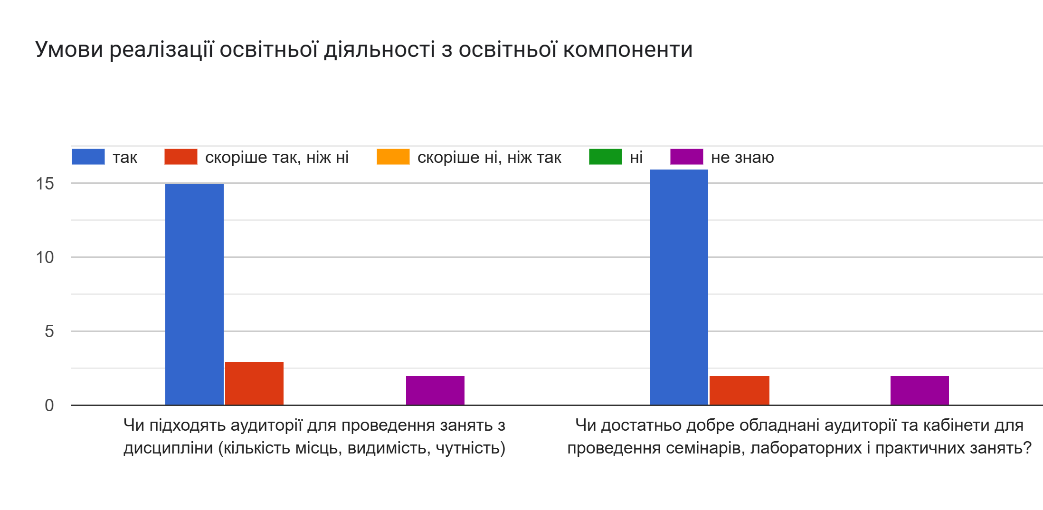 Умови реалізації освітньої діяльності з освітньої компоненти
так скоріше так, ніж ні скоріше ні, ніж так ні не знаю
15
10
5
0
Чи підходять аудиторії для проведення занять з
дисципліни (кількість місць, видимість, чутність)
Чи достатньо добре обладнані аудиторії та кабінети для
проведення семінарів, лабораторних і практичних занять?